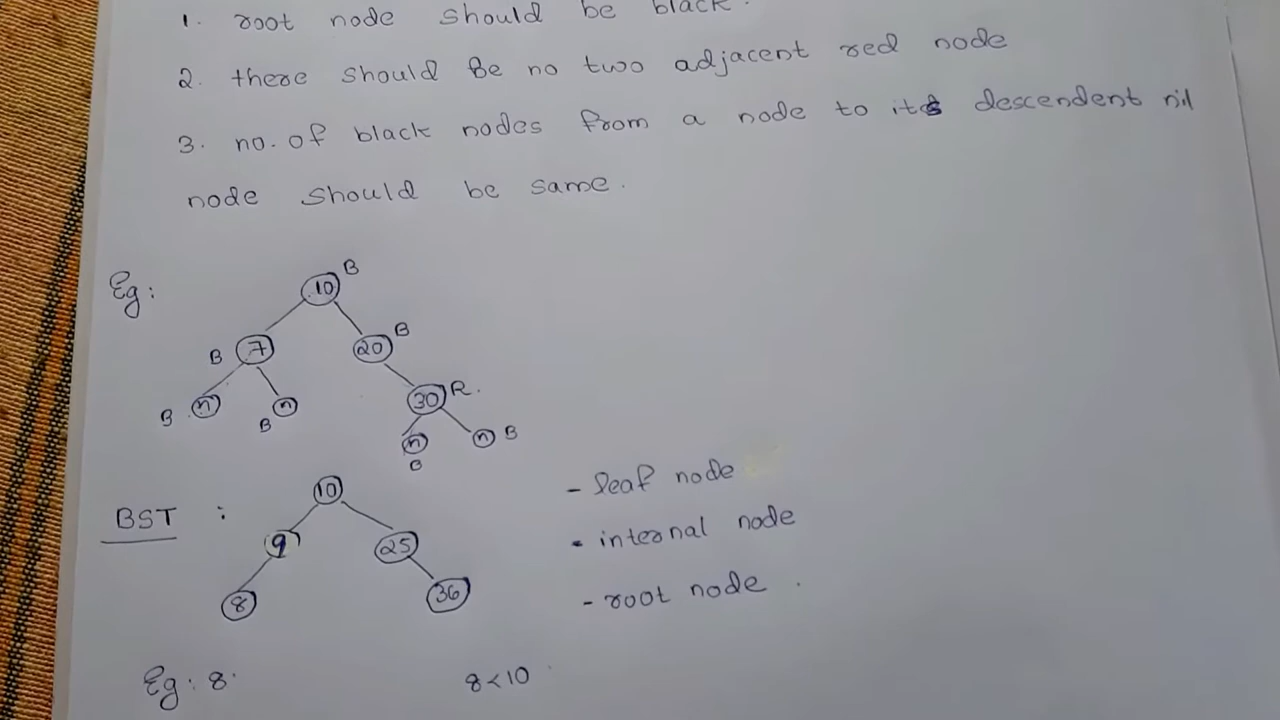 1. root node should be black.
2. there should be no two adjacent red node
3. no. of black nodes from a node to its descendent nil
node should be same.
Eg:
10 B
B 7 20 B
B n B n 30 R.
n B n B
BST :
10
9 25
8 36
- leaf node
- internal node
- root node .
Eg: 8. 8<10